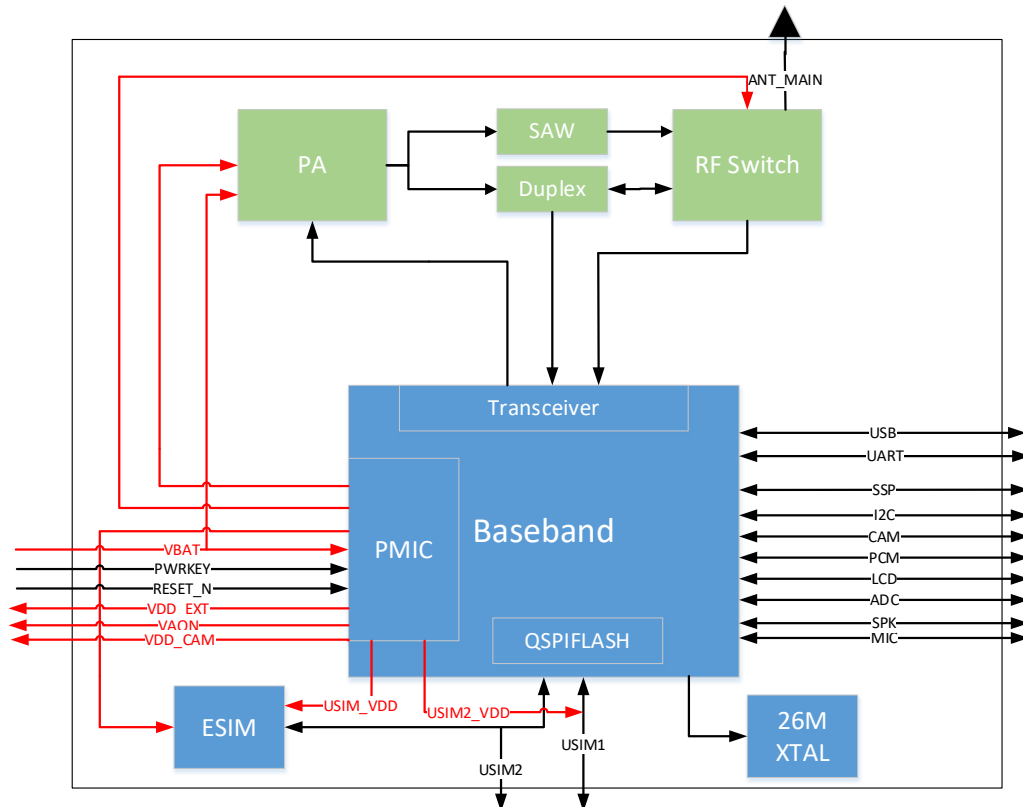 ANT_MAIN
PA
SAW
Duplex
RF Switch
Transceiver
Baseband
PMIC
QSPIFLASH
VBAT
PWRKEY
RESET_N
VDD_EXT
VAON
VDD_CAM
USB
UART
SSP
I2C
CAM
PCM
LCD
ADC
SPK
MIC
USIM_VDD
USIM2_VDD
ESIM
USIM1
USIM2
26M
XTAL